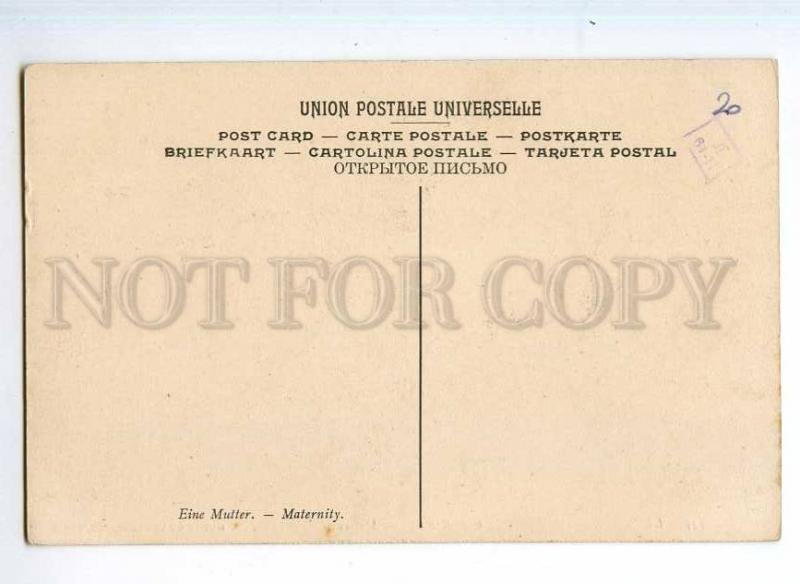 UNION POSTALE UNIVERSELLE
20
POST CARD — CARTE POSTALE — POSTKARTE
BRIEFKAART — CARTOLINA POSTALE — TARJETA POSTAL
ОТКРЫТОЕ ПИСЬМО
NOT FOR COPY
Eine Mutter. — Maternity.